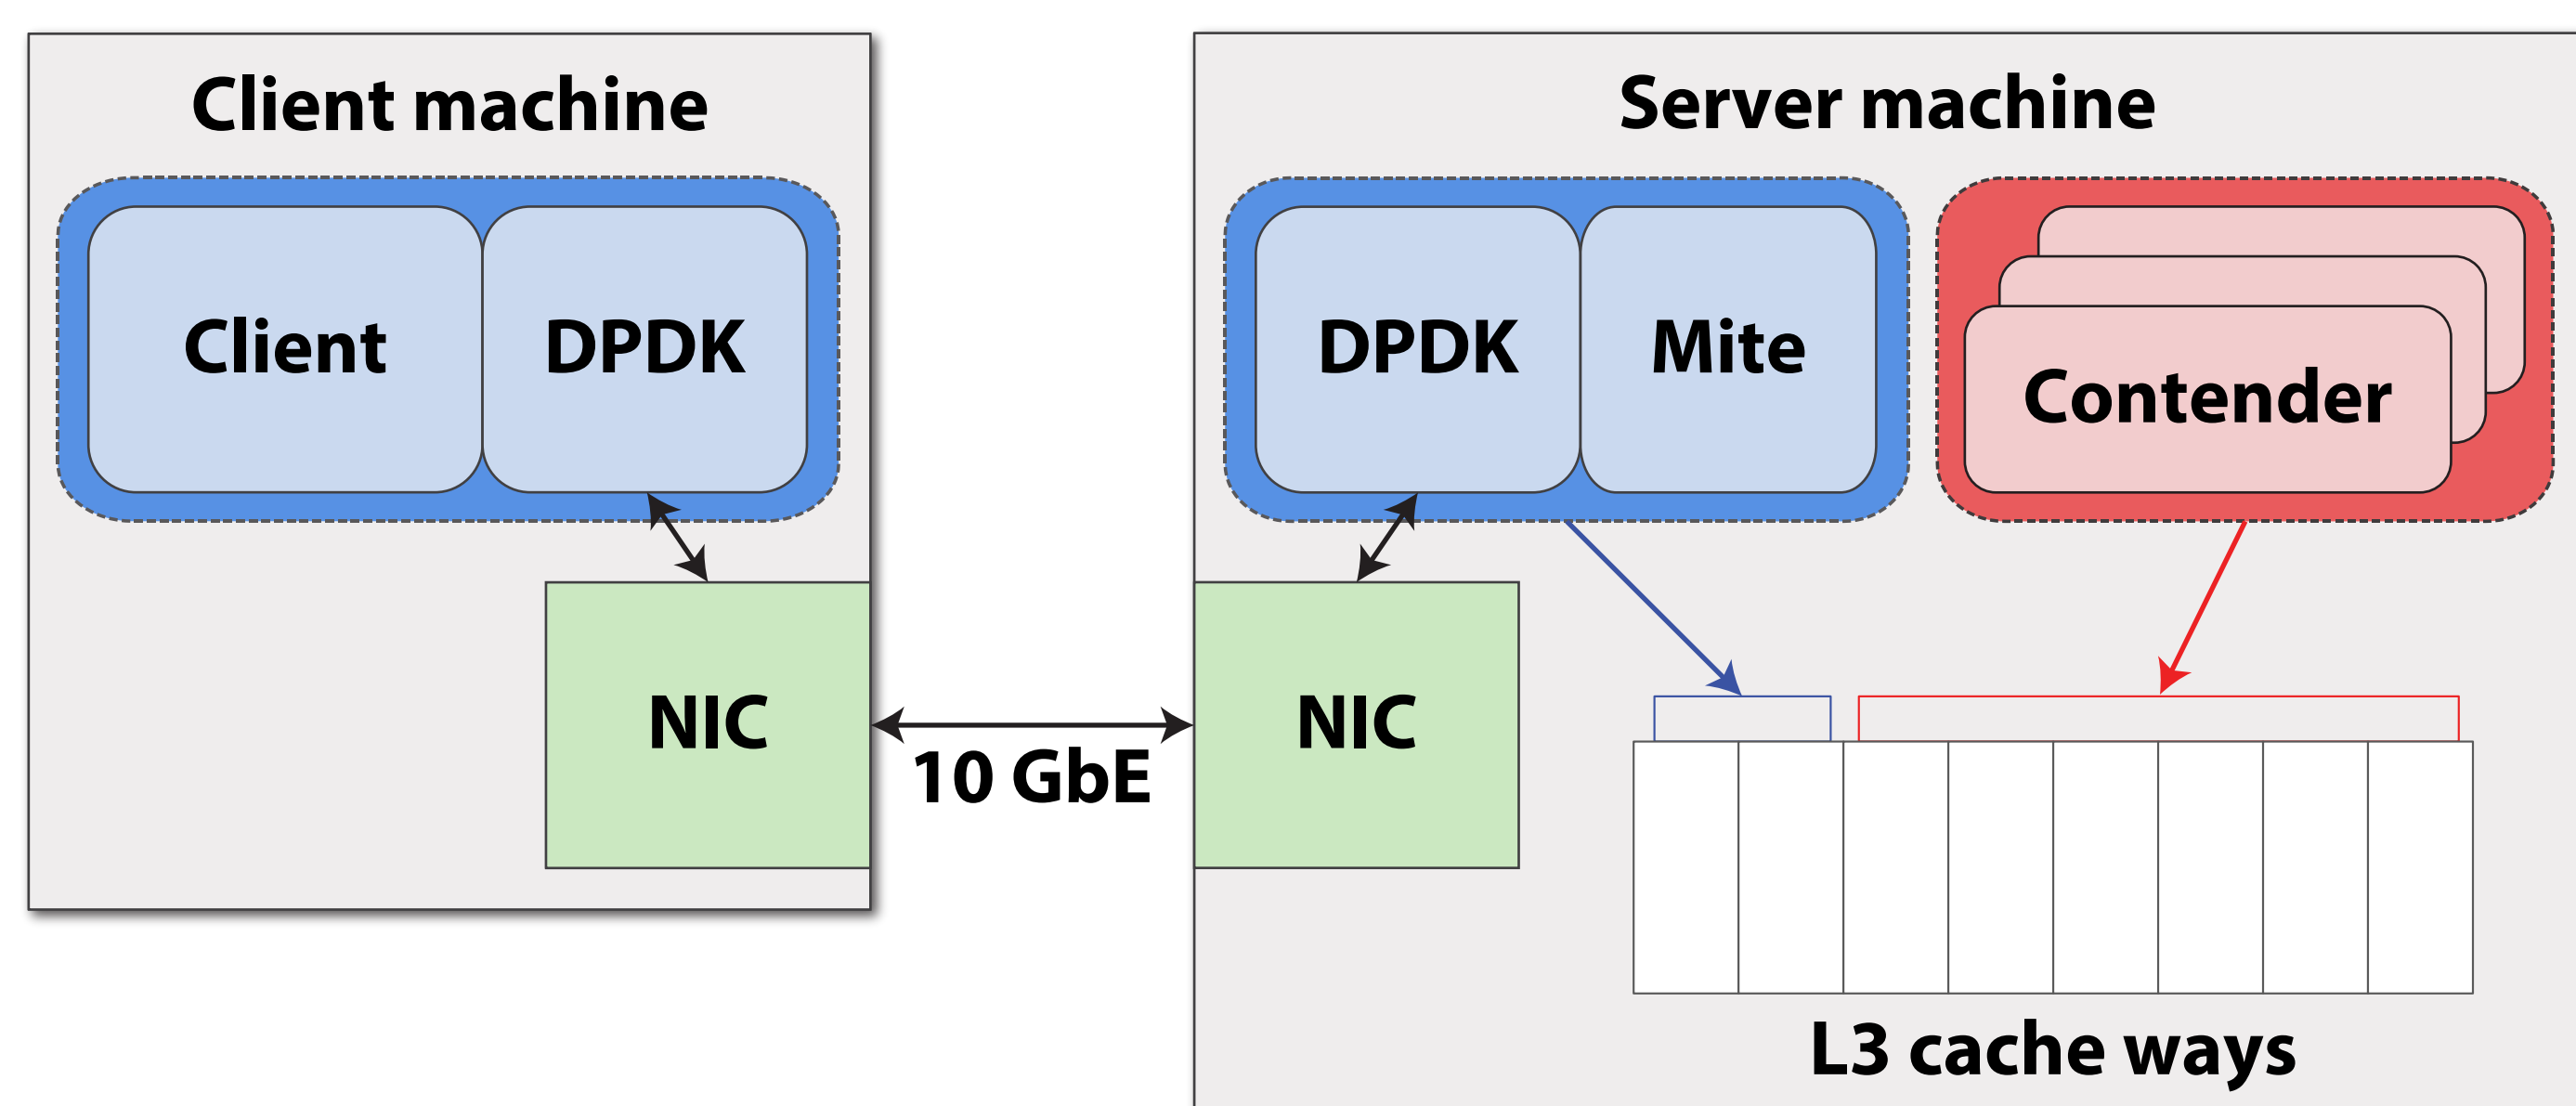 Client machine
Client
DPDK
NIC
10 GbE
Server machine
DPDK
Mite
Contender
NIC
L3 cache ways